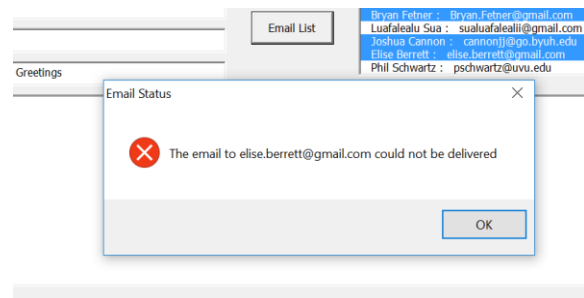 Email List
Bryan Fetner : Bryan.Fetner@gmail.com
Luafalealu Sua : sualuafalealii@gmail.com
Joshua Cannon : cannonjj@go.byuh.edu
Elise Berrett : elise.berrett@gmail.com
Phil Schwartz : pschwartz@uvu.edu
Greetings
Email Status
The email to elise.berrett@gmail.com could not be delivered
OK